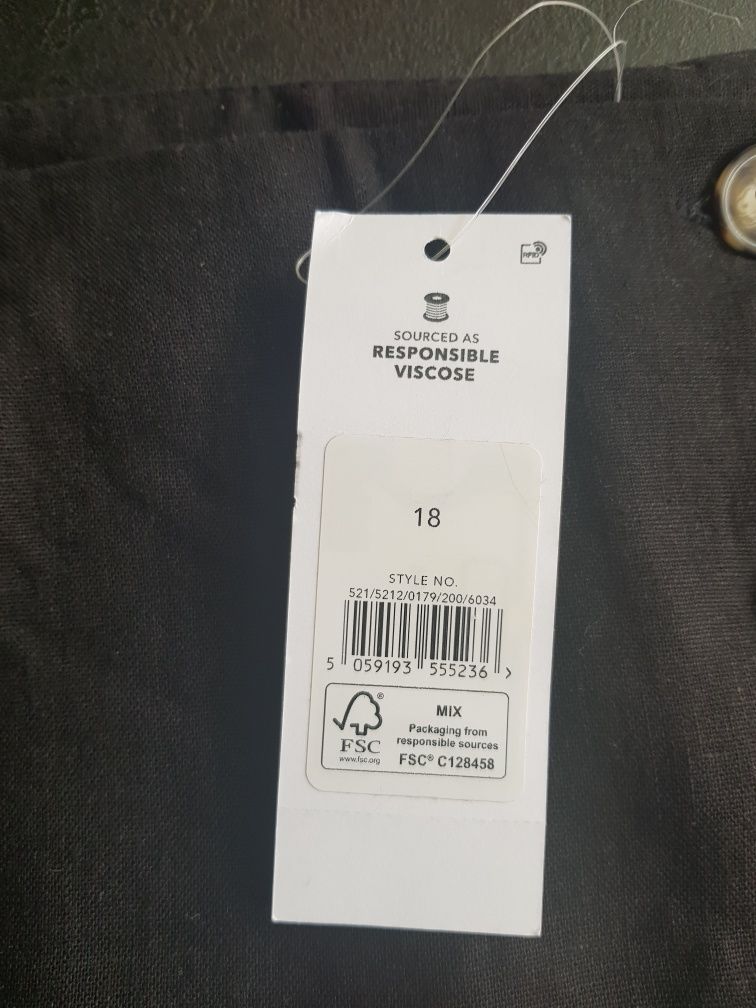 RFID
SOURCED AS
RESPONSIBLE
VISCOSE
18
STYLE NO.
521/5212/0179/200/6034
5 059193 555236 >
®
FSC
www.fsc.org
MIX
Packaging from
responsible sources
FSC® C128458